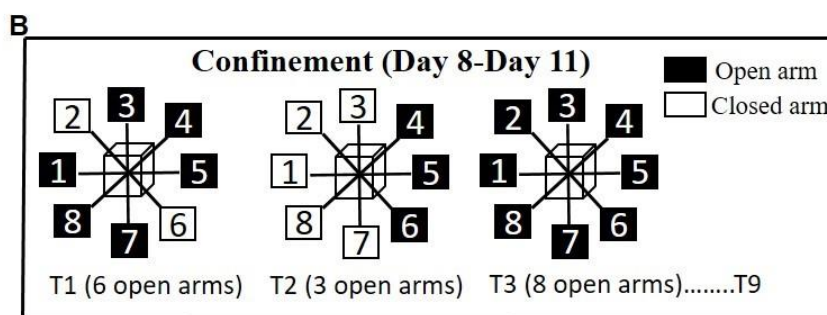 B
Confinement (Day 8-Day 11)
Open arm
Closed arm
2 3 4
1 5
8 7 6
2 3 4
1 5
8 7 6
2 3 4
1 5
8 7 6
T1 (6 open arms)
T2 (3 open arms)
T3 (8 open arms)........T9